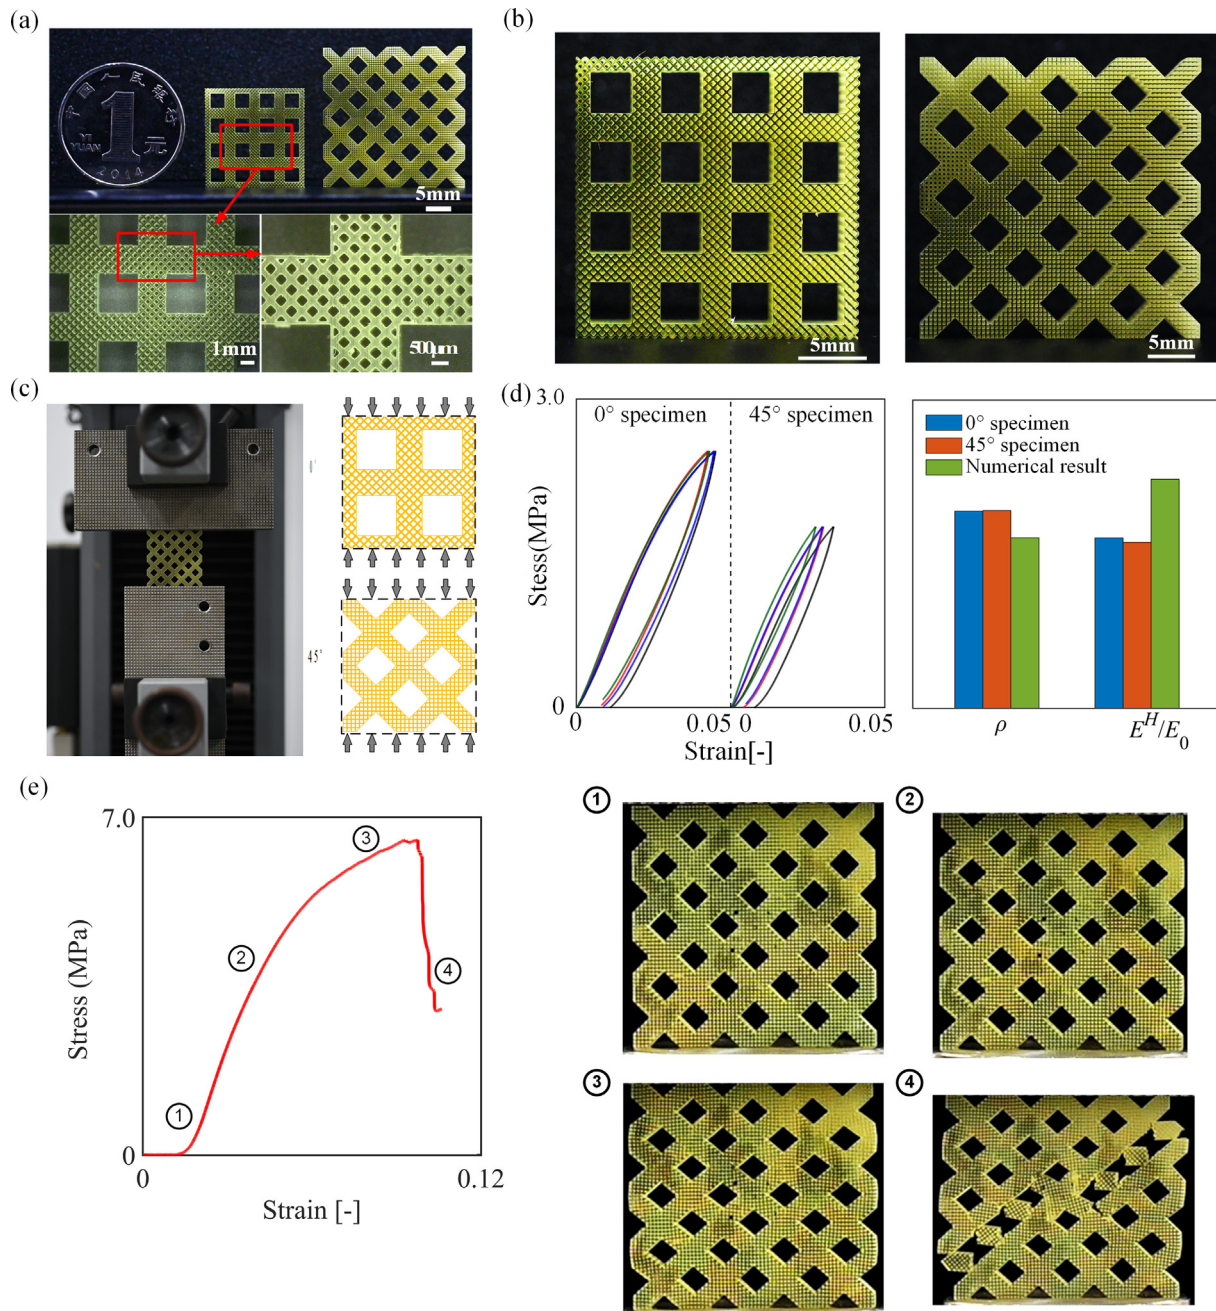 (a)
中国人民银行
1
元
YI
YUAN
2014
5mm
1mm
500μm
(b)
5mm
5mm
(c)
0°
45°
(d)
3.0
0
Stess(MPa)
0° specimen
45° specimen
0
0.05
0.05
Strain[-]
0° specimen
45° specimen
Numerical result
ρ
E^H/E_0
(e)
7.0
0
Stress (MPa)
①
②
③
④
0
0.12
Strain [-]
①
②
③
④